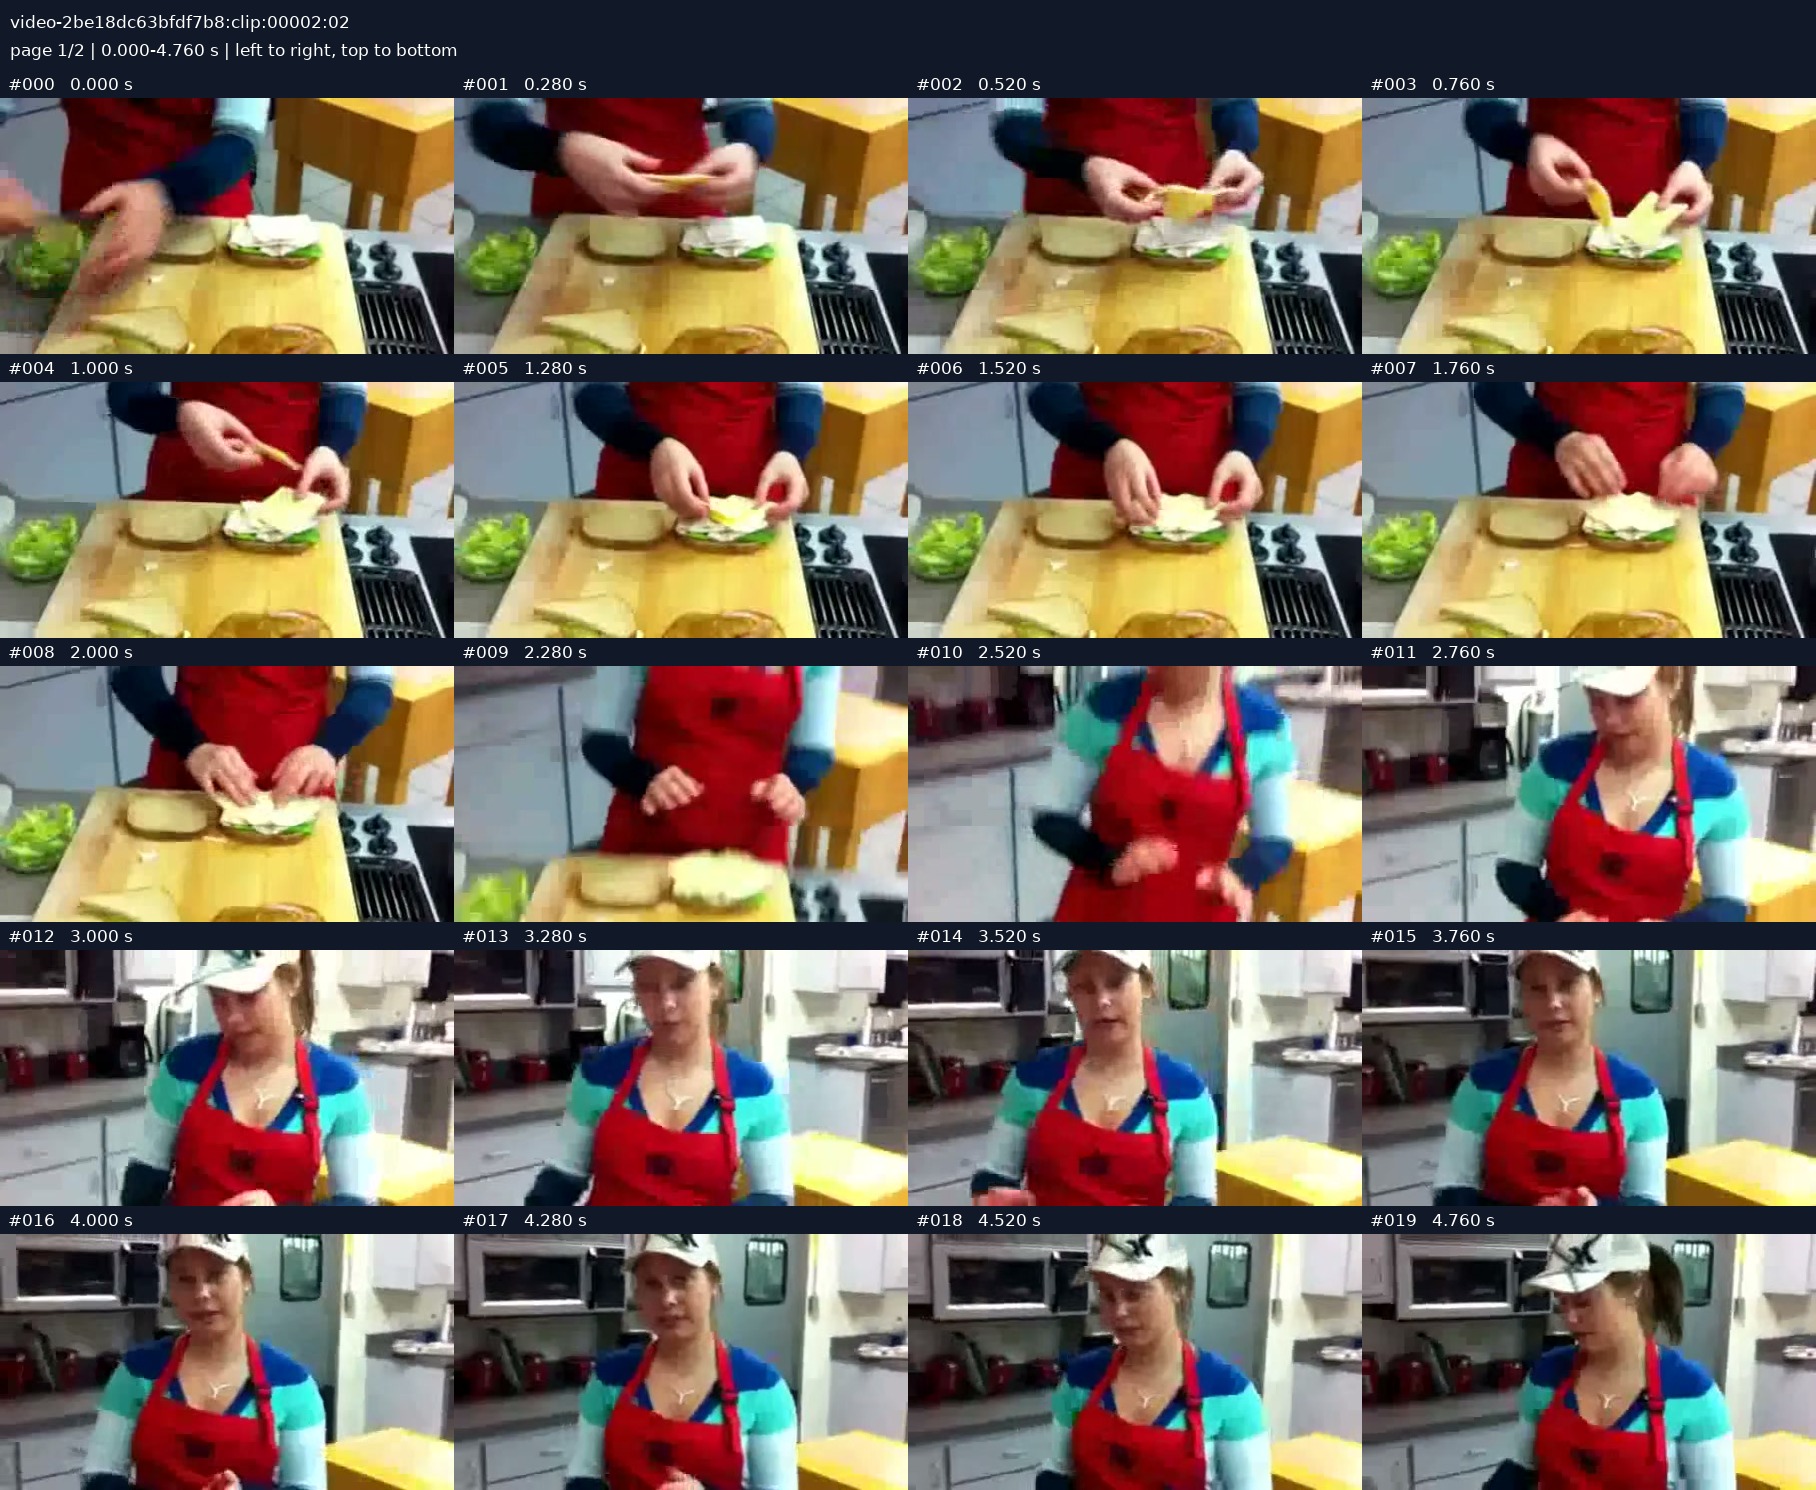 video-2be18dc63bfdf7b8:clip:00002:02
page 1/2 | 0.000-4.760 s | left to right, top to bottom
#000 0.000 s
#001 0.280 s
#002 0.520 s
#003 0.760 s
#004 1.000 s
#005 1.280 s
#006 1.520 s
#007 1.760 s
#008 2.000 s
#009 2.280 s
#010 2.520 s
#011 2.760 s
#012 3.000 s
#013 3.280 s
#014 3.520 s
#015 3.760 s
#016 4.000 s
#017 4.280 s
#018 4.520 s
#019 4.760 s